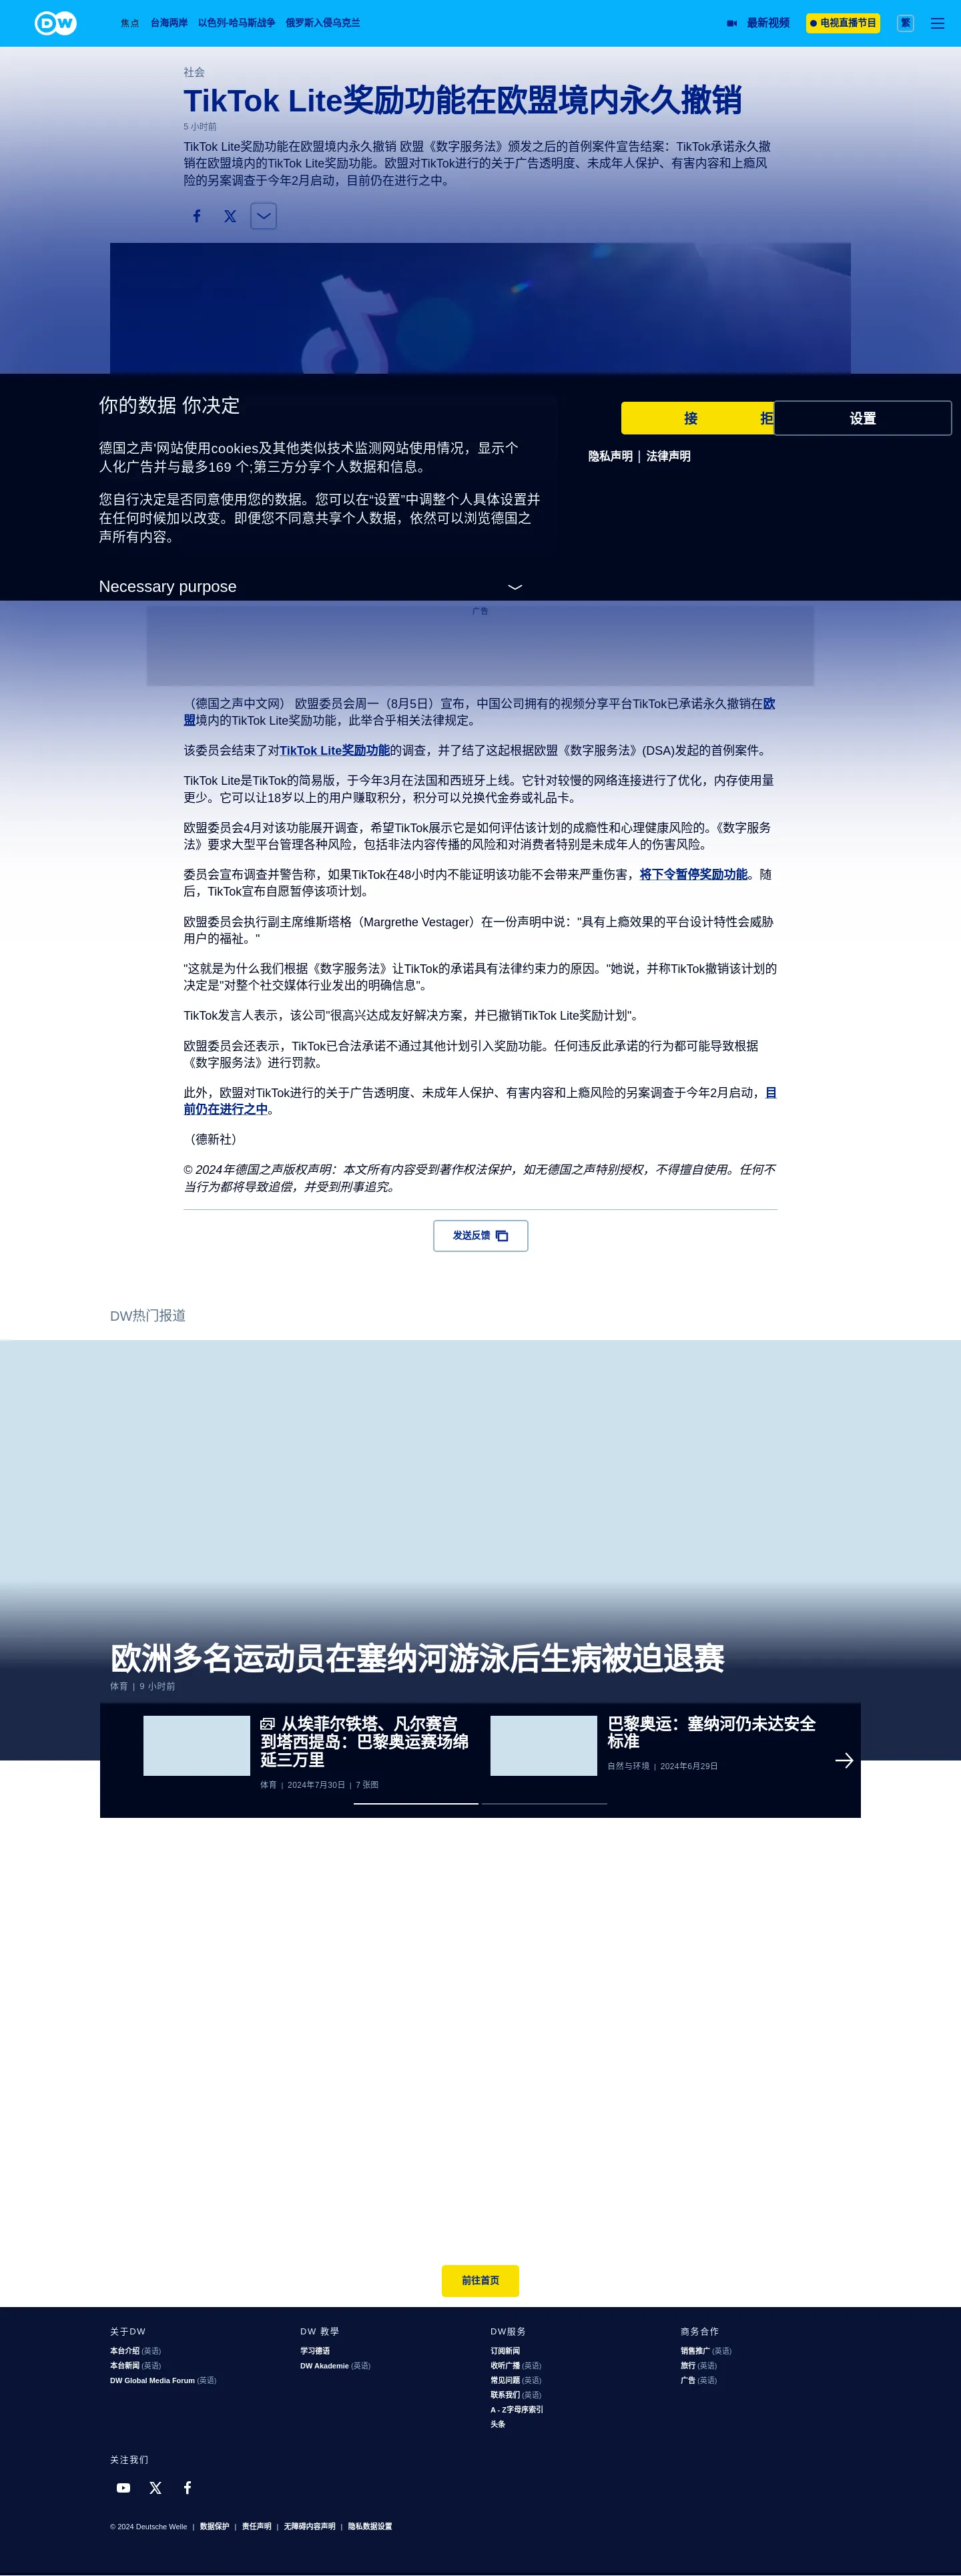 DW
焦点 台海两岸 以色列-哈马斯战争 俄罗斯入侵乌克兰
最新视频
电视直播节目
繁
社会
TikTok Lite奖励功能在欧盟境内永久撤销
5 小时前
TikTok Lite奖励功能在欧盟境内永久撤销 欧盟《数字服务法》颁发之后的首例案件宣告结案：TikTok承诺永久撤
销在欧盟境内的TikTok Lite奖励功能。欧盟对TikTok进行的关于广告透明度、未成年人保护、有害内容和上瘾风
险的另案调查于今年2月启动，目前仍在进行之中。
你的数据 你决定
德国之声'网站使用cookies及其他类似技术监测网站使用情况，显示个
人化广告并与最多169 个;第三方分享个人数据和信息。
您自行决定是否同意使用您的数据。您可以在“设置”中调整个人具体设置并
在任何时候加以改变。即便您不同意共享个人数据，依然可以浏览德国之
声所有内容。
Necessary purpose
接 拒
设置
隐私声明 | 法律声明
广告
（德国之声中文网） 欧盟委员会周一（8月5日）宣布，中国公司拥有的视频分享平台TikTok已承诺永久撤销在欧
盟境内的TikTok Lite奖励功能，此举合乎相关法律规定。
该委员会结束了对TikTok Lite奖励功能的调查，并了结了这起根据欧盟《数字服务法》(DSA)发起的首例案件。
TikTok Lite是TikTok的简易版，于今年3月在法国和西班牙上线。它针对较慢的网络连接进行了优化，内存使用量
更少。它可以让18岁以上的用户赚取积分，积分可以兑换代金券或礼品卡。
欧盟委员会4月对该功能展开调查，希望TikTok展示它是如何评估该计划的成瘾性和心理健康风险的。《数字服务
法》要求大型平台管理各种风险，包括非法内容传播的风险和对消费者特别是未成年人的伤害风险。
委员会宣布调查并警告称，如果TikTok在48小时内不能证明该功能不会带来严重伤害，将下令暂停奖励功能。随
后，TikTok宣布自愿暂停该项计划。
欧盟委员会执行副主席维斯塔格（Margrethe Vestager）在一份声明中说："具有上瘾效果的平台设计特性会威胁
用户的福祉。"
"这就是为什么我们根据《数字服务法》让TikTok的承诺具有法律约束力的原因。"她说，并称TikTok撤销该计划的
决定是"对整个社交媒体行业发出的明确信息"。
TikTok发言人表示，该公司"很高兴达成友好解决方案，并已撤销TikTok Lite奖励计划"。
欧盟委员会还表示，TikTok已合法承诺不通过其他计划引入奖励功能。任何违反此承诺的行为都可能导致根据
《数字服务法》进行罚款。
此外，欧盟对TikTok进行的关于广告透明度、未成年人保护、有害内容和上瘾风险的另案调查于今年2月启动，目
前仍在进行之中。
（德新社）
© 2024年德国之声版权声明：本文所有内容受到著作权法保护，如无德国之声特别授权，不得擅自使用。任何不
当行为都将导致追偿，并受到刑事追究。
发送反馈
DW热门报道
欧洲多名运动员在塞纳河游泳后生病被迫退赛
体育 | 9 小时前
从埃菲尔铁塔、凡尔赛宫
到塔西提岛：巴黎奥运赛场绵
延三万里
体育 | 2024年7月30日 | 7 张图
巴黎奥运：塞纳河仍未达安全
标准
自然与环境 | 2024年6月29日
前往首页
关于DW
本台介绍 (英语)
本台新闻 (英语)
DW Global Media Forum (英语)
DW 教學
学习德语
DW Akademie (英语)
DW服务
订阅新闻
收听广播 (英语)
常见问题 (英语)
联系我们 (英语)
A - Z字母序索引
头条
商务合作
销售推广 (英语)
旅行 (英语)
广告 (英语)
关注我们
© 2024 Deutsche Welle | 数据保护 | 责任声明 | 无障碍内容声明 | 隐私数据设置